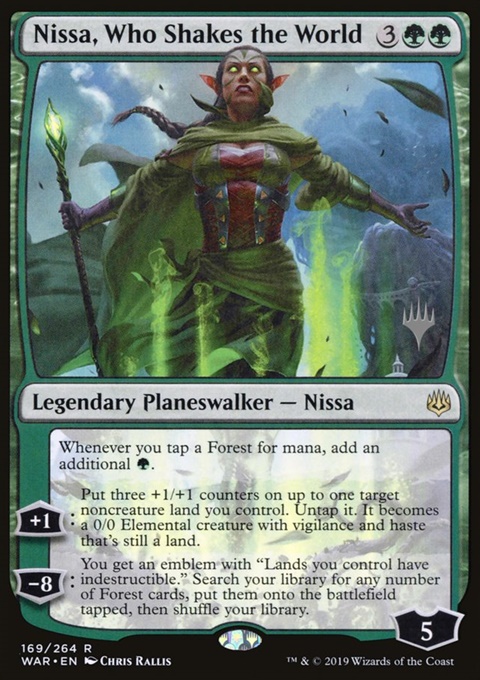 Nissa, Who Shakes the World 3
Legendary Planeswalker — Nissa
Whenever you tap a Forest for mana, add an
additional .
+1 : Put three +1/+1 counters on up to one target
noncreature land you control. Untap it. It becomes
a 0/0 Elemental creature with vigilance and haste
that's still a land.
−8 : You get an emblem with “Lands you control have
indestructible.” Search your library for any number
of Forest cards, put them onto the battlefield
tapped, then shuffle your library.
5
169/264 R
WAR • EN Chris Rallis
™ & © 2019 Wizards of the Coast